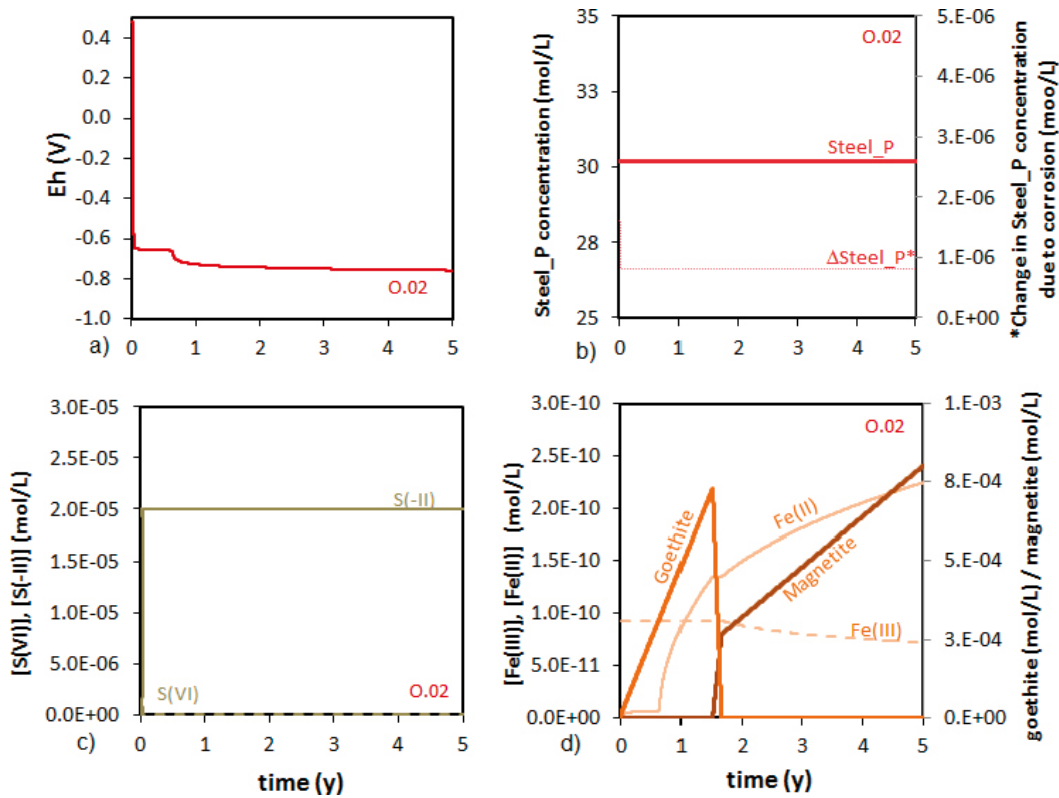 Eh (V)
0.4
0.2
0.0
-0.2
-0.4
-0.6
-0.8
-1.0
O.02
0 1 2 3 4 5
a)
Steel_P concentration (mol/L)
35
33
30
28
25
O.02
Steel_P
ΔSteel_P*
5.E-06
4.E-06
3.E-06
2.E-06
1.E-06
0.E+00
*Change in Steel_P concentration
due to corrosion (moo/L)
0 1 2 3 4 5
b)
[S(VI)], [S(-II)] (mol/L)
3.0E-05
2.5E-05
2.0E-05
1.5E-05
1.0E-05
5.0E-06
0.0E+00
S(-II)
S(VI)
O.02
0 1 2 3 4 5
c)
time (y)
[Fe(III)], [Fe(II)] (mol/L)
3.0E-10
2.5E-10
2.0E-10
1.5E-10
1.0E-10
5.0E-11
0.0E+00
O.02
Goethite
Fe(II)
Magnetite
Fe(III)
1.E-03
8.E-04
5.E-04
3.E-04
0.E+00
goethite (mol/L) / magnetite (mol/L)
0 1 2 3 4 5
d)
time (y)